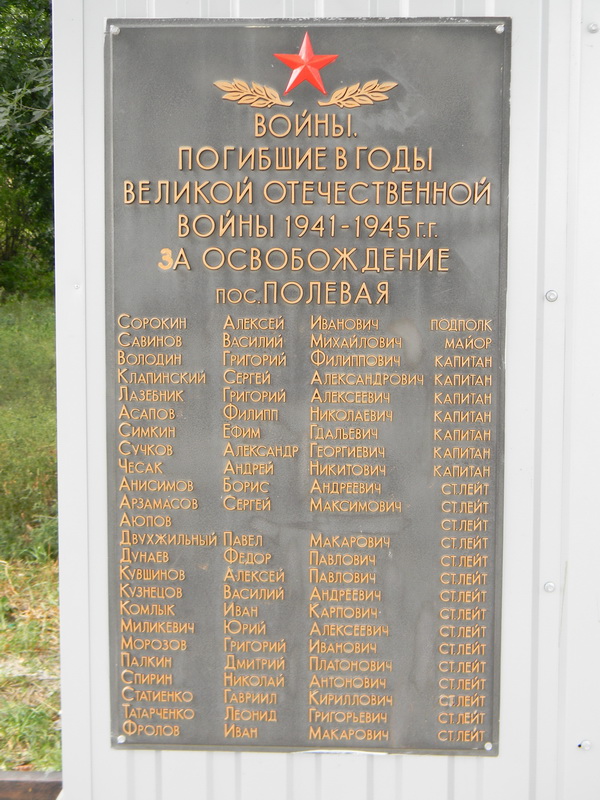 ВОЙНЫ.
ПОГИБШИЕ В ГОДЫ
ВЕЛИКОЙ ОТЕЧЕСТВЕННОЙ
ВОЙНЫ 1941-1945 г.г.
ЗА ОСВОБОЖДЕНИЕ
ПОС. ПОЛЕВАЯ
СОРОКИН АЛЕКСЕЙ ИВАНОВИЧ ПОДПОЛК
САВИНОВ ВАСИЛИЙ МИХАЙЛОВИЧ МАЙОР
ВОЛОДИН ГРИГОРИЙ ФИЛИППОВИЧ КАПИТАН
КЛАПИНСКИЙ СЕРГЕЙ АЛЕКСАНДРОВИЧ КАПИТАН
ЛАЗЕБНИК ГРИГОРИЙ АЛЕКСЕЕВИЧ КАПИТАН
АСАПОВ ФИЛИПП НИКОЛАЕВИЧ КАПИТАН
СИМКИН ЕФИМ ГДАЛЬЕВИЧ КАПИТАН
СУЧКОВ АЛЕКСАНДР ГЕОРГИЕВИЧ КАПИТАН
ЧЕСАК АНДРЕЙ НИКИТОВИЧ КАПИТАН
АНИСИМОВ БОРИС АНДРЕЕВИЧ СТ.ЛЕЙТ
АРЗАМАСОВ СЕРГЕЙ МАКСИМОВИЧ СТ.ЛЕЙТ
АЮПОВ СТ.ЛЕЙТ
ДВУХЖИЛЬНЫЙ ПАВЕЛ МАКАРОВИЧ СТ.ЛЕЙТ
ДУНАЕВ ФЕДОР ПАВЛОВИЧ СТ.ЛЕЙТ
КУВШИНОВ АЛЕКСЕЙ ПАВЛОВИЧ СТ.ЛЕЙТ
КУЗНЕЦОВ ВАСИЛИЙ АНДРЕЕВИЧ СТ.ЛЕЙТ
КОМЛЫК ИВАН КАРПОВИЧ СТ.ЛЕЙТ
МИЛИКЕВИЧ ЮРИЙ АЛЕКСЕЕВИЧ СТ.ЛЕЙТ
МОРОЗОВ ГРИГОРИЙ ИВАНОВИЧ СТ.ЛЕЙТ
ПАЛКИН ДМИТРИЙ ПЛАТОНОВИЧ СТ.ЛЕЙТ
СПИРИН НИКОЛАЙ АНТОНОВИЧ СТ.ЛЕЙТ
СТАТИЕНКО ГАВРИИЛ КИРИЛЛОВИЧ СТ.ЛЕЙТ
ТАТАРЧЕНКО ЛЕОНИД ГРИГОРЬЕВИЧ СТ.ЛЕЙТ
ФРОЛОВ ИВАН МАКАРОВИЧ СТ.ЛЕЙТ